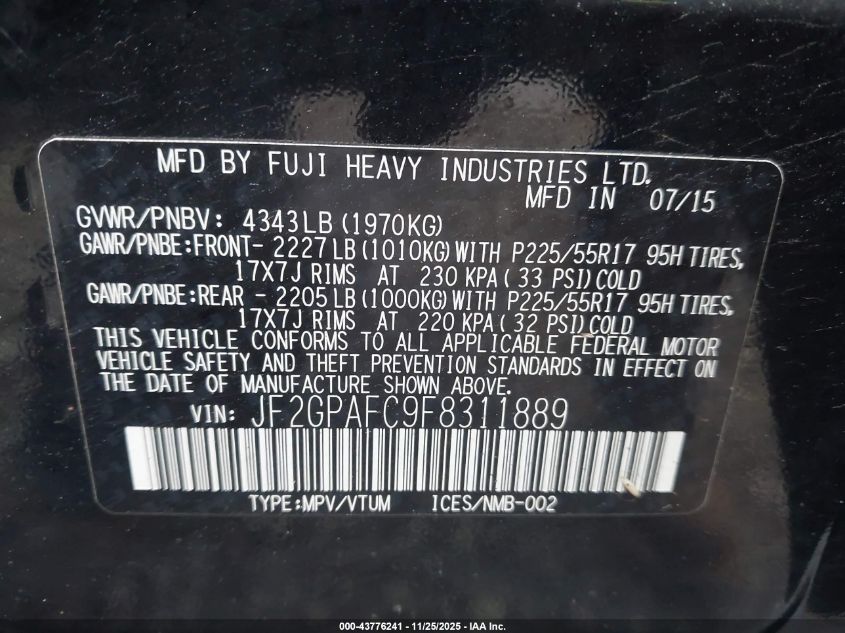 MFD BY FUJI HEAVY INDUSTRIES LTD.
MFD IN 07/15
GVWR/PNBV: 4343LB (1970KG)
GAWR/PNBE:FRONT- 2227LB (1010KG) WITH P225/55R17 95H TIRES,
17X7J RIMS AT 230 KPA (33 PSI) COLD
GAWR/PNBE:REAR - 2205LB (1000KG) WITH P225/55R17 95H TIRES,
17X7J RIMS AT 220 KPA (32 PSI) COLD
THIS VEHICLE CONFORMS TO ALL APPLICABLE FEDERAL MOTOR
VEHICLE SAFETY AND THEFT PREVENTION STANDARDS IN EFFECT ON
THE DATE OF MANUFACTURE SHOWN ABOVE.
VIN: JF2GPAFC9F8311889
TYPE:MPV/VTUM ICES/NMB-002
000-43776241 - 11/25/2025 - IAA Inc.